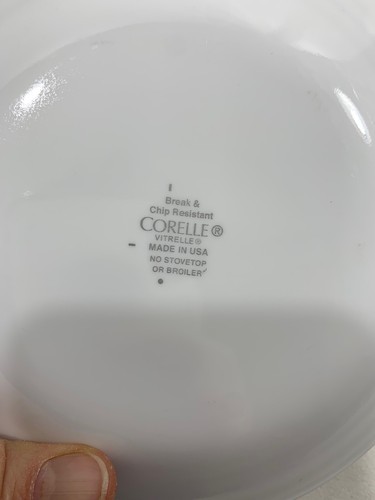 Break &
Chip Resistant
CORELLE®
VITRELLE®
MADE IN USA
NO STOVETOP
OR BROILER✓